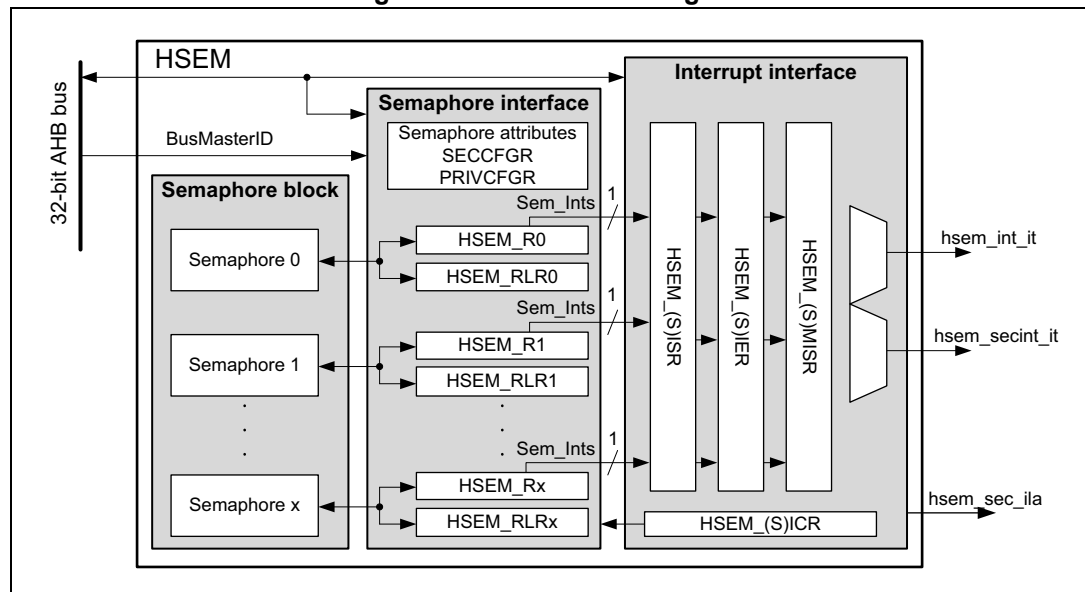 HSEM
32-bit AHB bus
BusMasterID
Semaphore block
Semaphore 0
Semaphore 1
.
.
.
Semaphore x
Semaphore interface
Semaphore attributes
SECCFGR
PRIVCFGR
Sem_Ints
1
HSEM_R0
HSEM_RLR0
Sem_Ints
1
HSEM_R1
HSEM_RLR1
.
.
.
Sem_Ints
1
HSEM_Rx
HSEM_RLRx
Interrupt interface
HSEM_(S)ISR
HSEM_(S)IER
HSEM_(S)MISR
HSEM_(S)ICR
hsem_int_it
hsem_secint_it
hsem_sec_ila